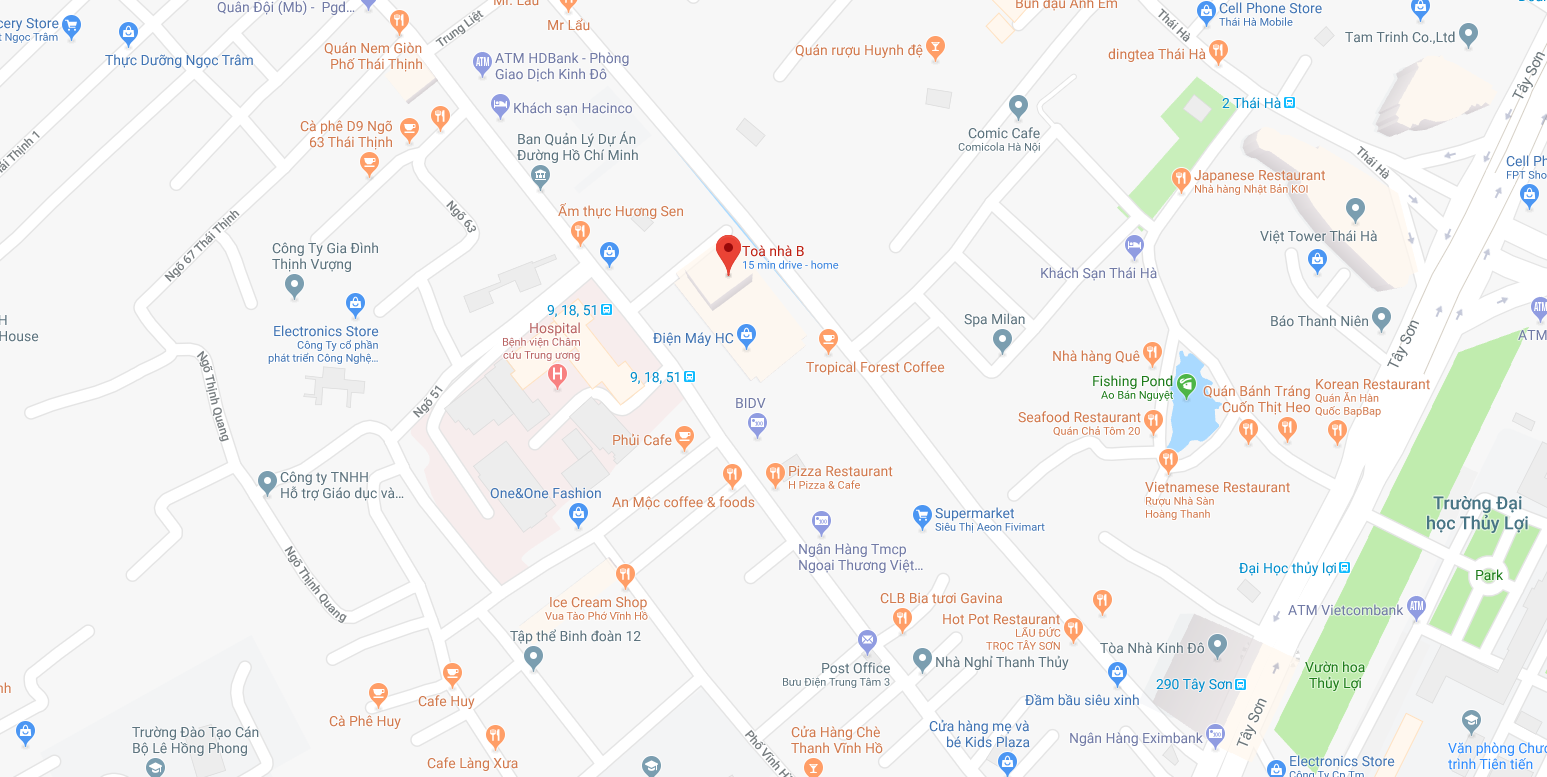 Quân Đội (Mb) - Pgd...
Mr. Lẩu
Mr Lẩu
Bún đậu Anh Em
Cell Phone Store
Thái Hà Mobile
Thái Hà
cery Store
t Ngọc Trâm
Thực Dưỡng Ngọc Trâm
Quán Nem Giòn
Phố Thái Thịnh
Trung Liệt
ATM
ATM HDBank - Phòng
Giao Dịch Kinh Đô
Quán rượu Huynh đệ
dingtea Thái Hà
Tam Trinh Co.,Ltd
Tây Sơn
Khách sạn Hacinco
2 Thái Hà
Cà phê D9 Ngõ
63 Thái Thịnh
Ban Quản Lý Dự Án
Đường Hồ Chí Minh
Comic Cafe
Comicola Hà Nội
Thái Hà
ái Thịnh 1
Japanese Restaurant
Nhà hàng Nhật Bản KOI
Cell Ph
FPT Sho
Ngõ 63
Ngõ 67 Thái Thịnh
Ẩm thực Hương Sen
Việt Tower Thái Hà
Công Ty Gia Đình
Thịnh Vượng
Toà nhà B
15 min drive - home
Khách Sạn Thái Hà
9, 18, 51
H
House
Electronics Store
Công ty cổ phần
phát triển Công Nghệ...
Hospital
Bệnh viện Châm
cứu Trung ương
H
Điện Máy HC
Spa Milan
Báo Thanh Niên
Tây Sơn
ATM
ATM
Nhà hàng Quê
Tropical Forest Coffee
9, 18, 51
Fishing Pond
Ao Bán Nguyệt
Quán Bánh Tráng
Cuốn Thịt Heo
Korean Restaurant
Quán Ăn Hàn
Quốc BapBap
Ngõ Thịnh Quang
Ngõ 51
BIDV
Seafood Restaurant
Quán Chả Tôm 20
Phủi Cafe
Công ty TNHH
Hỗ trợ Giáo dục và...
One&One Fashion
An Mộc coffee & foods
Pizza Restaurant
H Pizza & Cafe
Vietnamese Restaurant
Rượu Nhà Sàn
Hoàng Thanh
Trường Đại
học Thủy Lợi
Supermarket
Siêu Thị Aeon Fivimart
Ngân Hàng Tmcp
Ngoại Thương Việt...
Ngõ Thịnh Quang
Đại Học thủy lợi
Park
Ice Cream Shop
Vua Tào Phớ Vĩnh Hồ
CLB Bia tươi Gavina
ATM Vietcombank
ATM
Hot Pot Restaurant
LẨU ĐỨC
TRỌC TÂY SƠN
Tập thể Binh đoàn 12
Tòa Nhà Kinh Đô
Post Office
Bưu Điện Trung Tâm 3
Nhà Nghỉ Thanh Thủy
Vườn hoa
Thủy Lợi
290 Tây Sơn
Cafe Huy
Cà Phê Huy
Đầm bầu siêu xinh
Tây Sơn
Trường Đào Tạo Cán
Bộ Lê Hồng Phong
Cửa Hàng Chè
Thanh Vĩnh Hồ
Cửa hàng mẹ và
bé Kids Plaza
Ngân Hàng Eximbank
Phố Vĩnh H
Cafe Làng Xưa
Electronics Store
Công Ty Cp Tm
Văn phòng Chươ
trình Tiên tiến